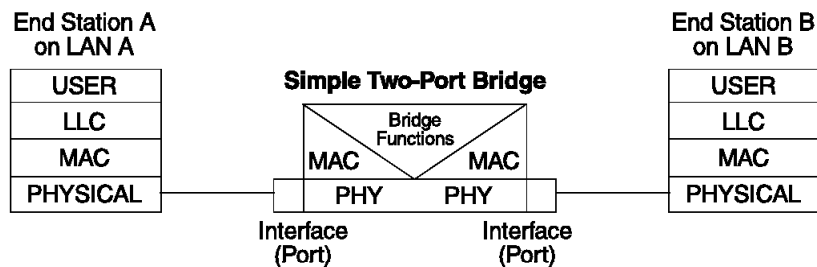 End Station A
on LAN A
USER
LLC
MAC
PHYSICAL
Simple Two-Port Bridge
Bridge
Functions
MAC
MAC
PHY
PHY
Interface
(Port)
Interface
(Port)
End Station B
on LAN B
USER
LLC
MAC
PHYSICAL